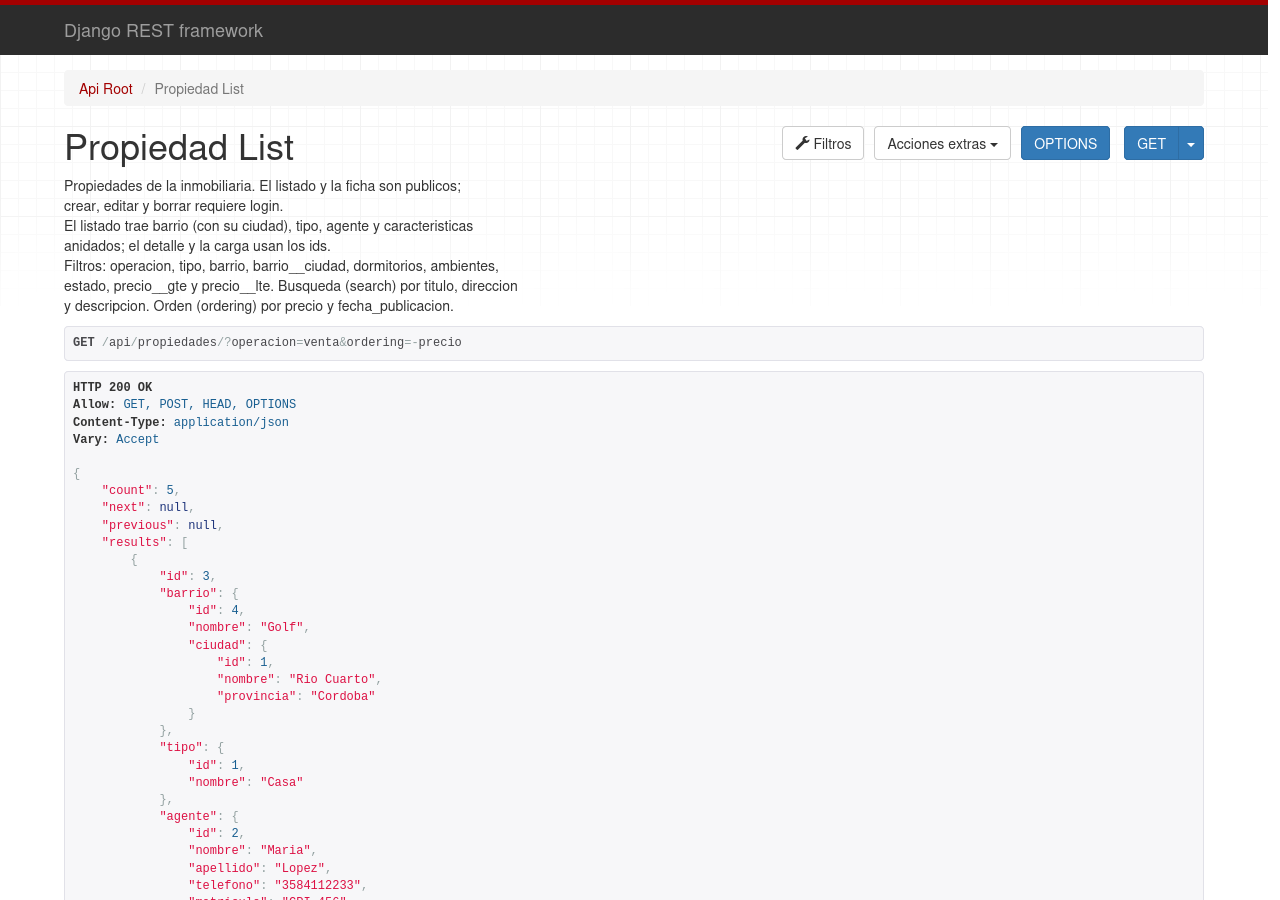 Django REST framework
Api Root / Propiedad List
Propiedad List
Filtros
Acciones extras
OPTIONS
GET
Propiedades de la inmobiliaria. El listado y la ficha son publicos;
crear, editar y borrar requiere login.
El listado trae barrio (con su ciudad), tipo, agente y caracteristicas
anidados; el detalle y la carga usan los ids.
Filtros: operacion, tipo, barrio, barrio__ciudad, dormitorios, ambientes,
estado, precio__gte y precio__lte. Busqueda (search) por titulo, direccion
y descripcion. Orden (ordering) por precio y fecha_publicacion.
GET /api/propiedades/?operacion=venta&ordering=-precio
HTTP 200 OK
Allow: GET, POST, HEAD, OPTIONS
Content-Type: application/json
Vary: Accept
{
    "count": 5,
    "next": null,
    "previous": null,
    "results": [
        {
            "id": 3,
            "barrio": {
                "id": 4,
                "nombre": "Golf",
                "ciudad": {
                    "id": 1,
                    "nombre": "Rio Cuarto",
                    "provincia": "Cordoba"
                }
            },
            "tipo": {
                "id": 1,
                "nombre": "Casa"
            },
            "agente": {
                "id": 2,
                "nombre": "Maria",
                "apellido": "Lopez",
                "telefono": "3584112233",